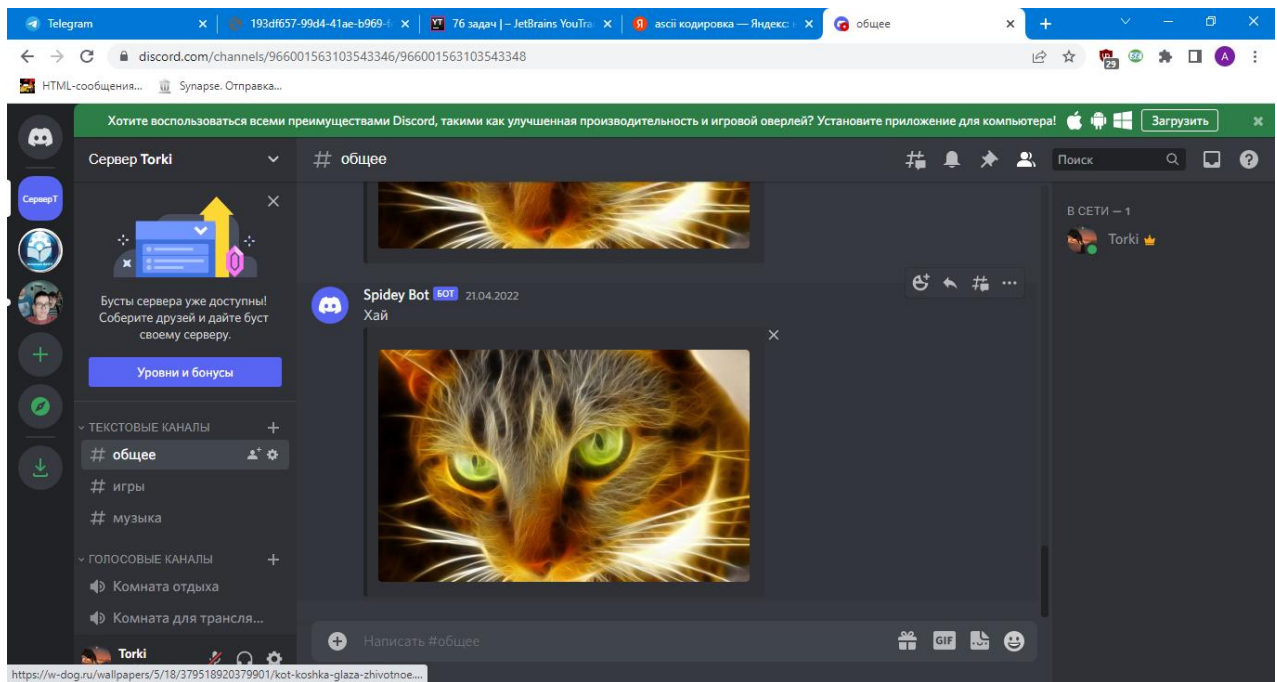 Telegram
193df657-99d4-41ae-b969-f
76 задач | – JetBrains YouTra
ascii кодировка — Яндекс:
общее
discord.com/channels/966001563103543346/966001563103543348
29
A
HTML-сообщения...
Synapse. Отправка...
Хотите воспользоваться всеми преимуществами Discord, такими как улучшенная производительность и игровой оверлей? Установите приложение для компьютера!
Загрузить
Сервер Torki
# общее
Поиск
СерверТ
Бусты сервера уже доступны!
Соберите друзей и дайте буст
своему серверу.
Уровни и бонусы
ТЕКСТОВЫЕ КАНАЛЫ
# общее
# игры
# музыка
ГОЛОСОВЫЕ КАНАЛЫ
Комната отдыха
Комната для трансля...
Torki
Spidey Bot БОТ 21.04.2022
Хай
Написать #общее
GIF
В СЕТИ — 1
Torki
https://w-dog.ru/wallpapers/5/18/379518920379901/kot-koshka-glaza-zhivotnoe....